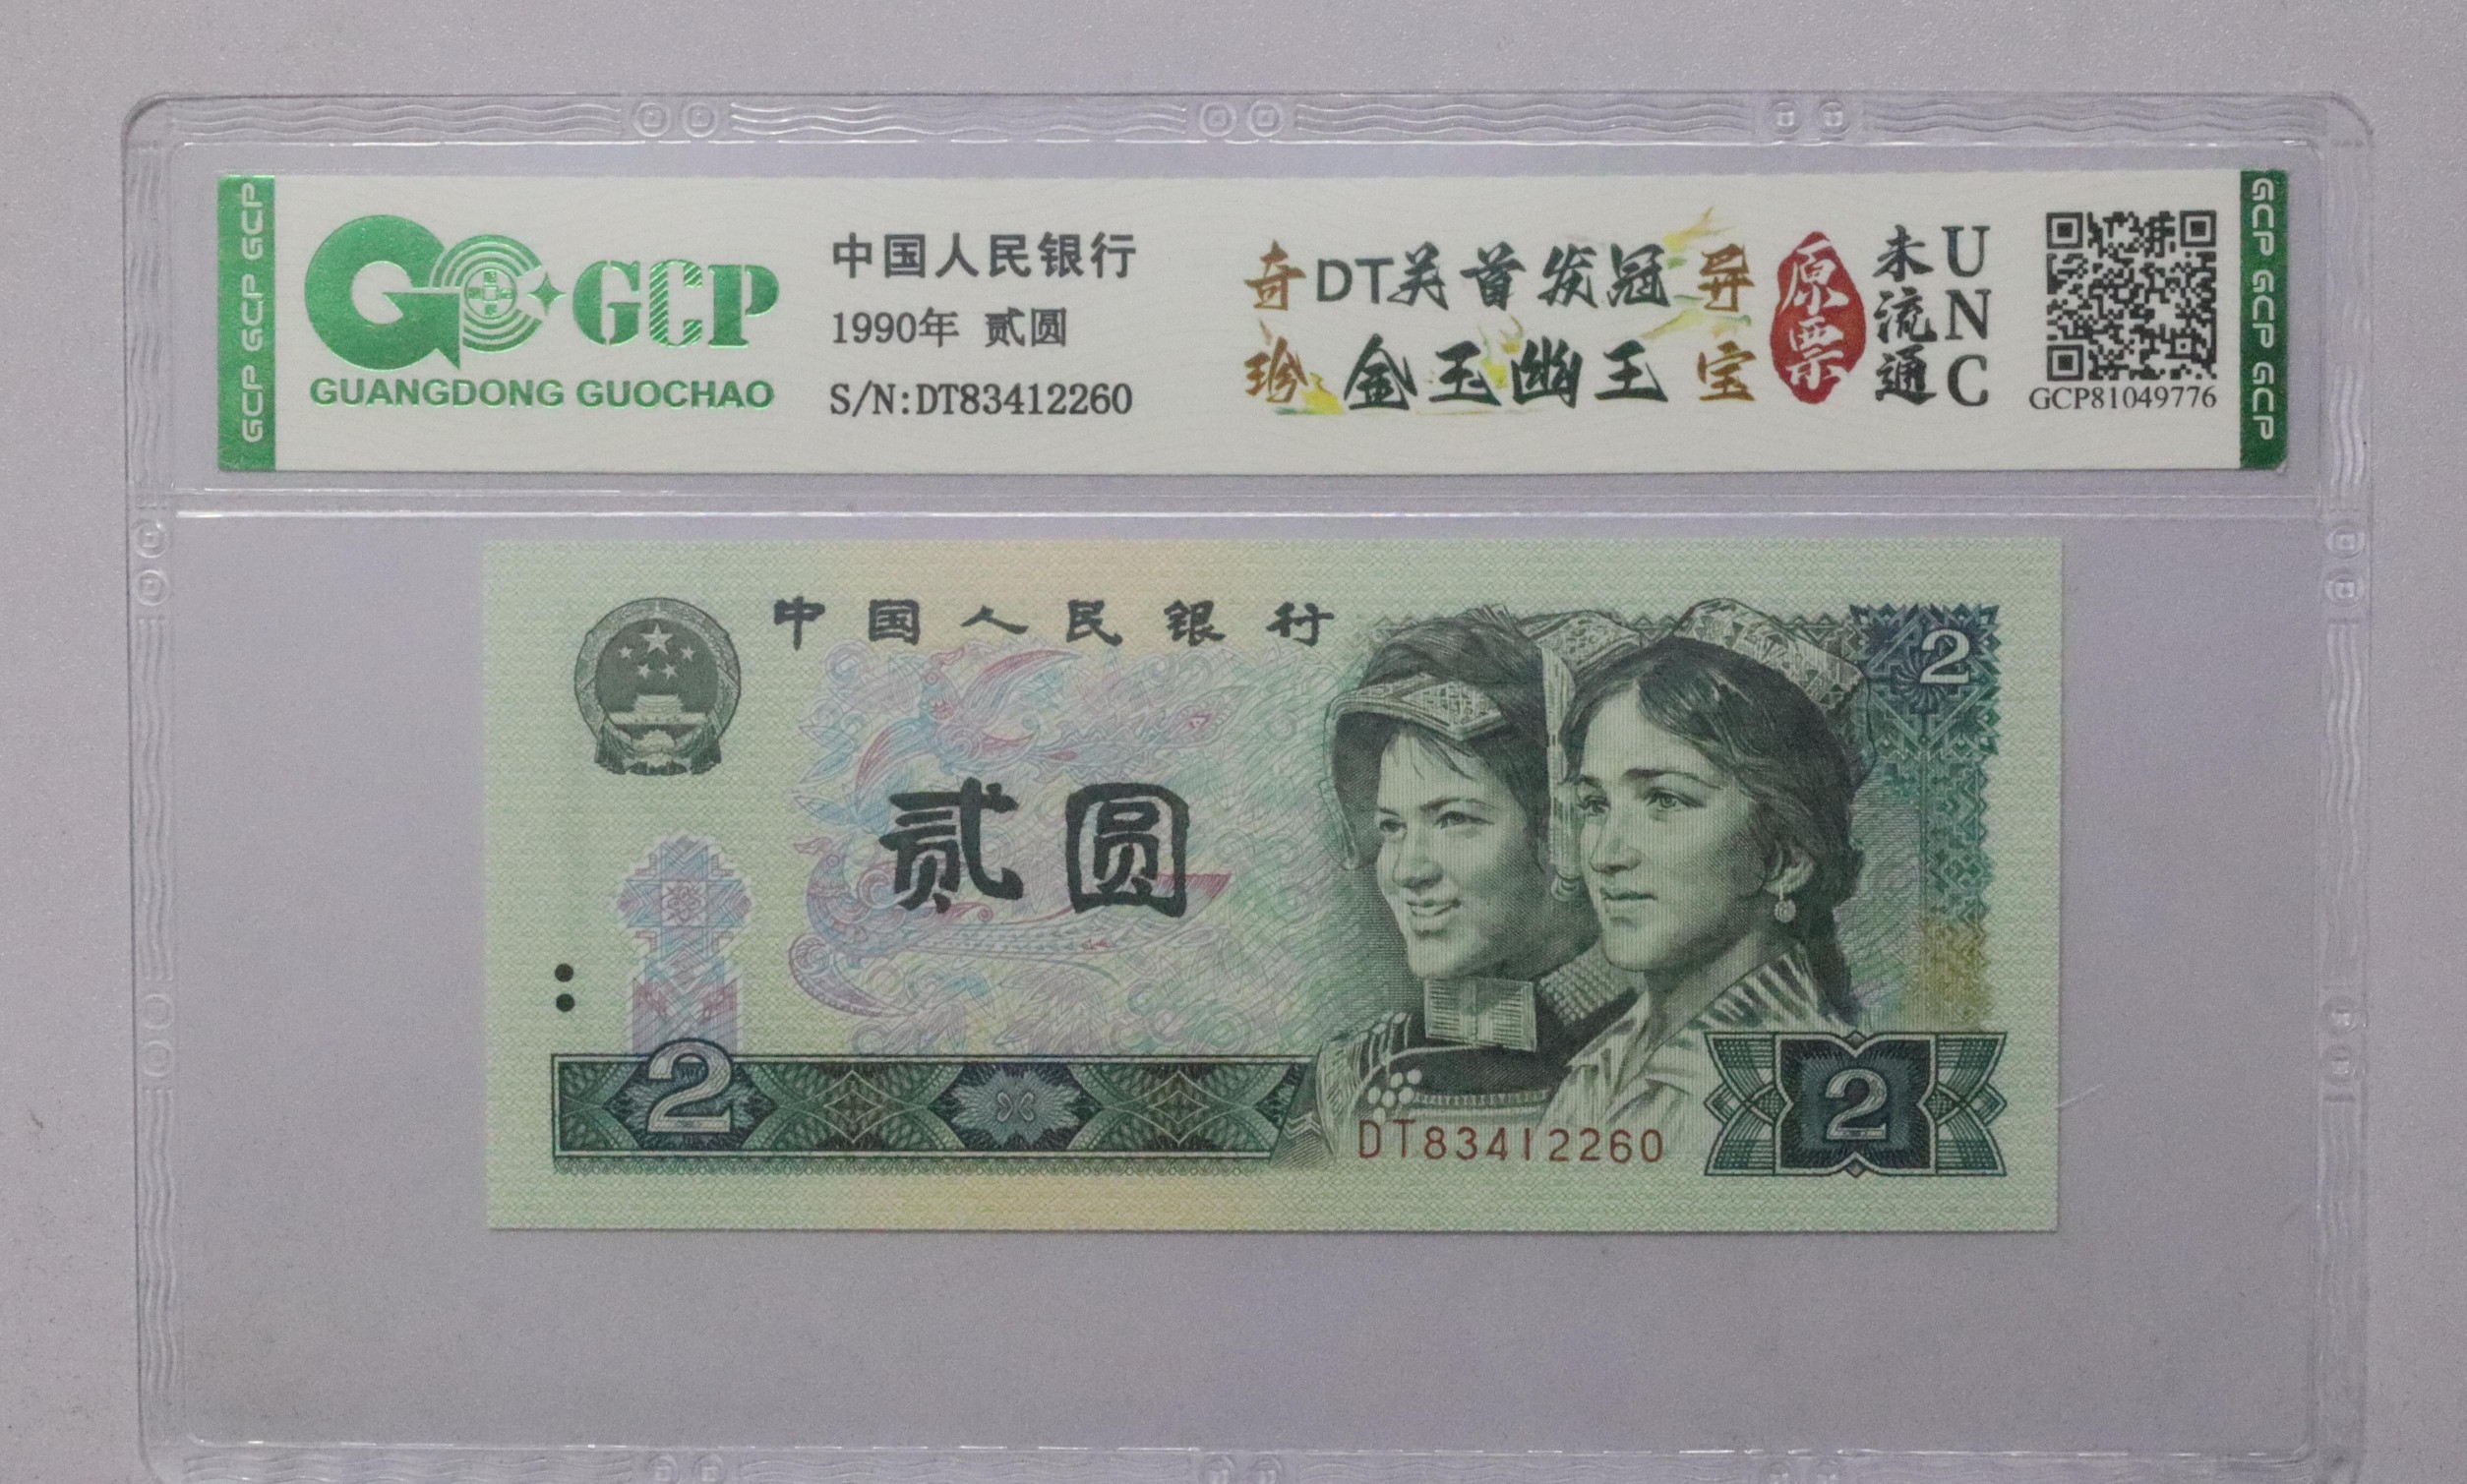 GCP GCP GCP
GCP
GUANGDONG GUOCHAO
中国人民银行
1990年 贰圆
S/N:DT83412260
奇DT关首发冠异
珍金玉幽王宝
原票
未流通
UNC
GCP81049776
GCP GCP GCP
中国人民银行
2
贰圆
2
2
DT83412260